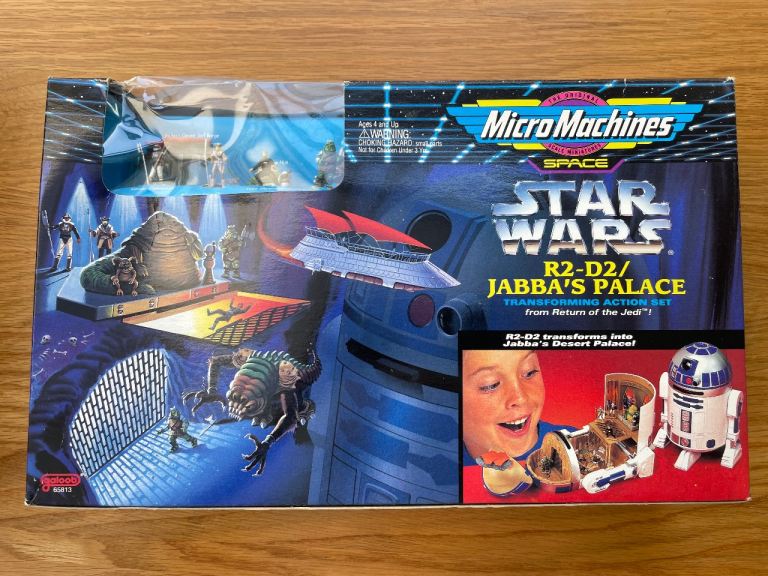 THE ORIGINAL
MicroMachines
SCALE MINIATURES
SPACE
Ages 4 and Up
⚠WARNING:
CHOKING HAZARD-small parts
Not for Children Under 3 Yrs
STAR
WARS®
R2-D2/
JABBA'S PALACE
TRANSFORMING ACTION SET
from Return of the Jedi™!
R2-D2 transforms into
Jabba's Desert Palace!
galoob
65813